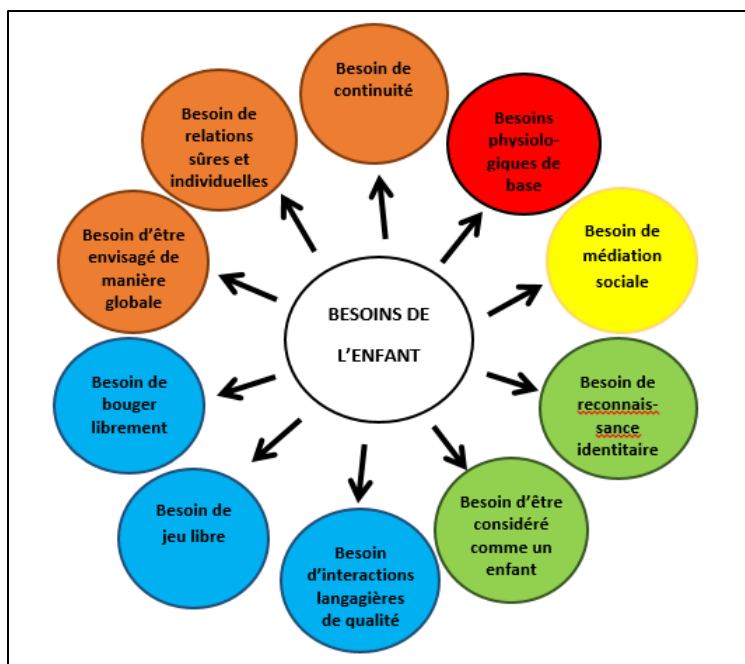 Besoin de
continuité
Besoins
physiolo-
giques de
base
Besoin de
médiation
sociale
Besoin de
reconnais-
sance
identitaire
Besoin d'être
considéré
comme un
enfant
Besoin
d'interactions
langagières
de qualité
Besoin de
jeu libre
Besoin de
bouger
librement
Besoin d'être
envisagé de
manière
globale
Besoin de
relations
sûres et
individuelles
BESOINS DE
L'ENFANT